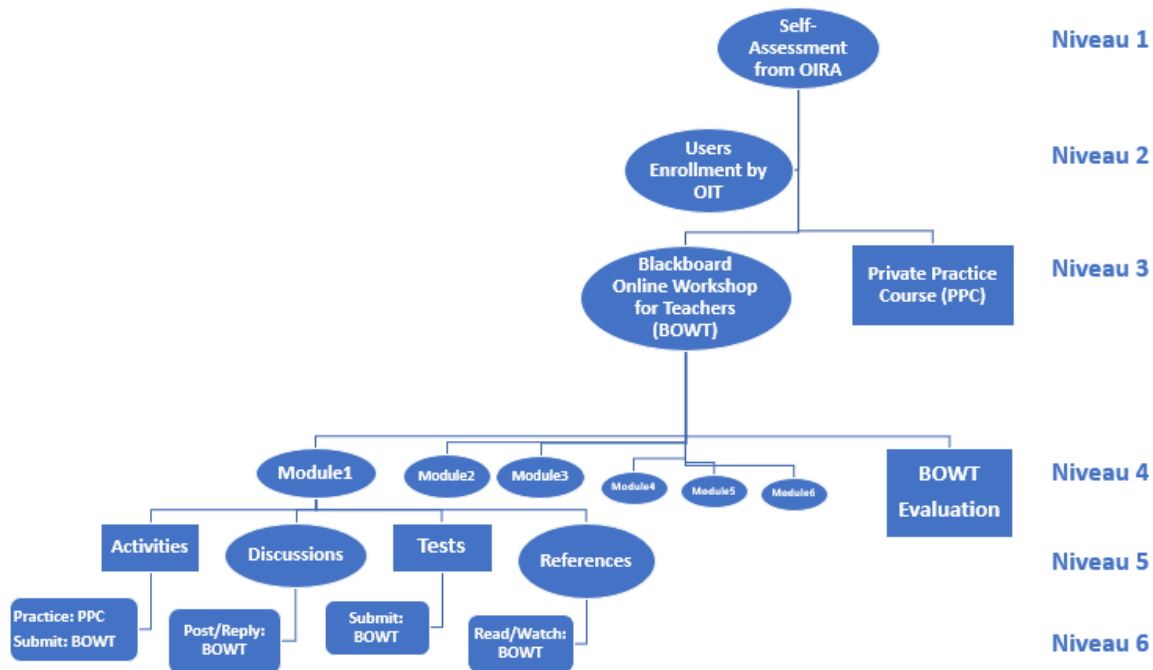 Self-
Assessment
from OIRA
Niveau 1
Users
Enrollment by
OIT
Niveau 2
Blackboard
Online Workshop
for Teachers
(BOWT)
Private Practice
Course (PPC)
Niveau 3
Module1
Module2
Module3
Module4
Module5
Module6
BOWT
Evaluation
Niveau 4
Activities
Discussions
Tests
References
Niveau 5
Practice: PPC
Submit: BOWT
Post/Reply:
BOWT
Submit:
BOWT
Read/Watch:
BOWT
Niveau 6